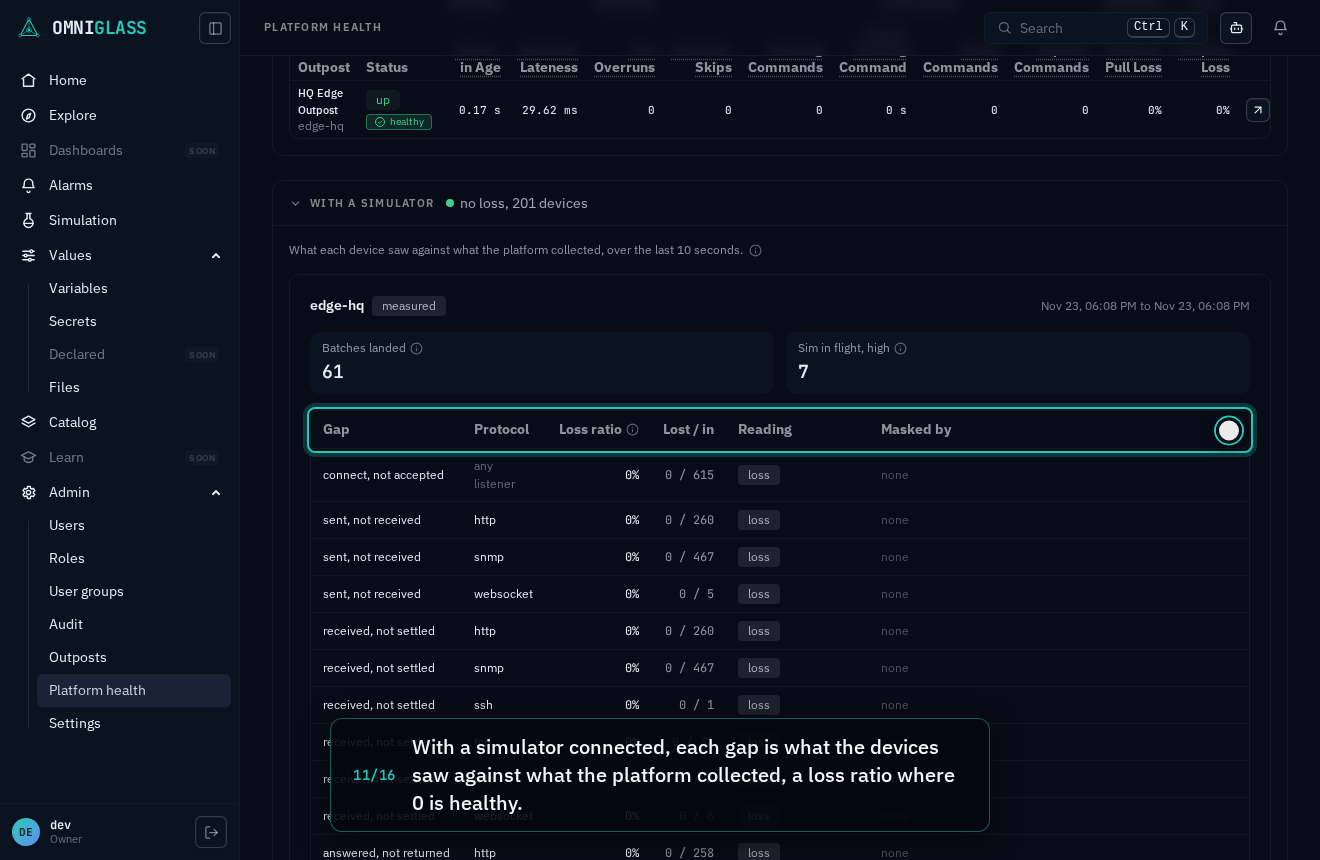 OMNIGLASS
PLATFORM HEALTH
Search
Ctrl K
Home
Explore
Dashboards SOON
Alarms
Simulation
Values
Variables
Secrets
Declared SOON
Files
Catalog
Learn SOON
Admin
Users
Roles
User groups
Audit
Outposts
Platform health
Settings
DE dev
Owner
Outpost Status in Age Lateness Overruns Skips Commands Command Commands Commands Pull Loss Loss
HQ Edge Outpost edge-hq up healthy 0.17 s 29.62 ms 0 0 0 0 s 0 0 0% 0%
WITH A SIMULATOR no loss, 201 devices
What each device saw against what the platform collected, over the last 10 seconds.
edge-hq measured Nov 23, 06:08 PM to Nov 23, 06:08 PM
Batches landed
61
Sim in flight, high
7
Gap Protocol Loss ratio Lost / in Reading Masked by
connect, not accepted any listener 0% 0 / 615 loss none
sent, not received http 0% 0 / 260 loss none
sent, not received snmp 0% 0 / 467 loss none
sent, not received websocket 0% 0 / 5 loss none
received, not settled http 0% 0 / 260 loss none
received, not settled snmp 0% 0 / 467 loss none
received, not settled ssh 0% 0 / 1 loss none
11/16
With a simulator connected, each gap is what the devices
saw against what the platform collected, a loss ratio where
0 is healthy.
received, not settled websocket 0% 0 / 6 loss none
answered, not returned http 0% 0 / 258 loss none